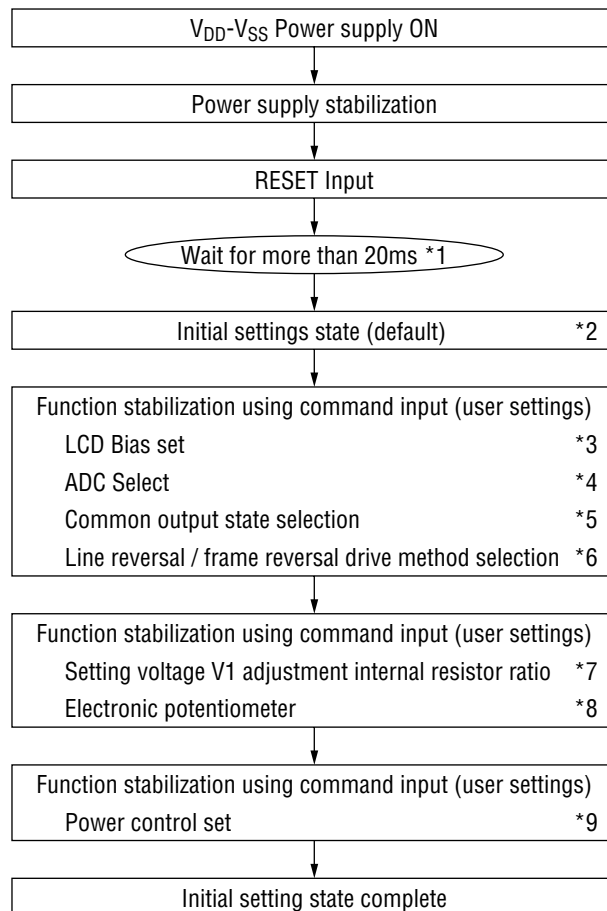 VDD-VSS Power supply ON
Power supply stabilization
RESET Input
Wait for more than 20ms *1
Initial settings state (default) *2
Function stabilization using command input (user settings)
LCD Bias set *3
ADC Select *4
Common output state selection *5
Line reversal / frame reversal drive method selection *6
Function stabilization using command input (user settings)
Setting voltage V1 adjustment internal resistor ratio *7
Electronic potentiometer *8
Function stabilization using command input (user settings)
Power control set *9
Initial setting state complete